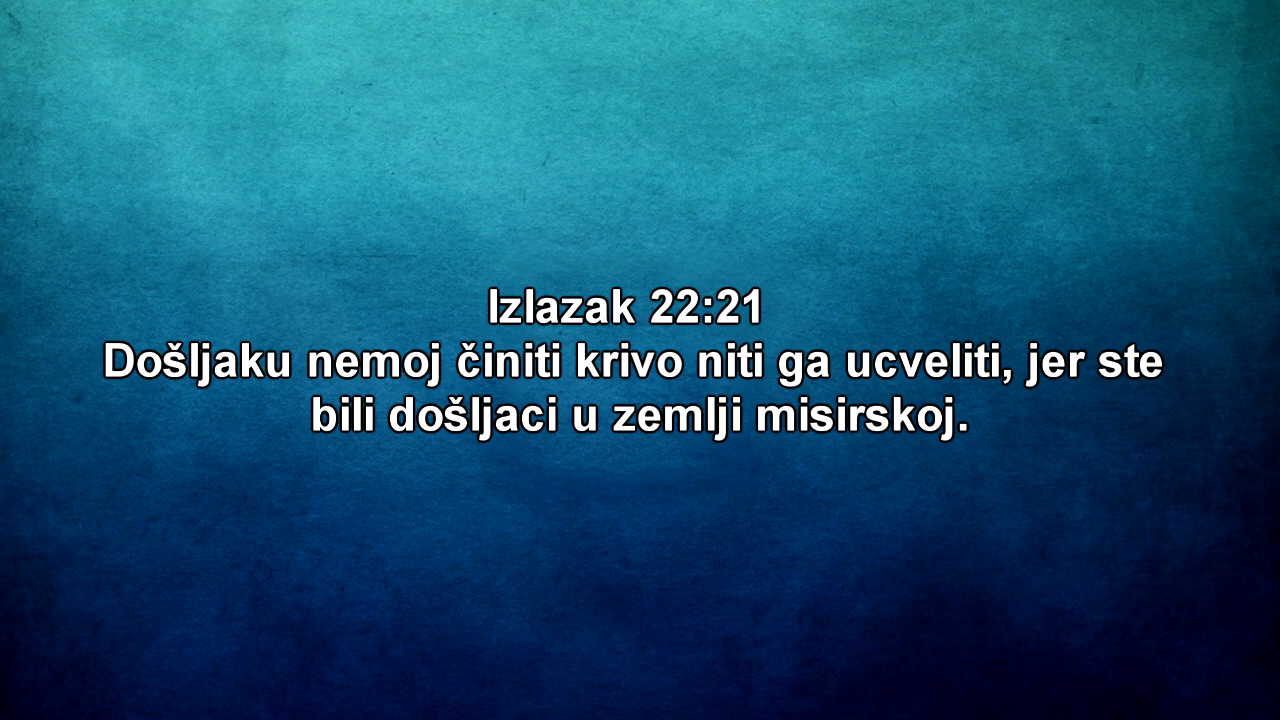 Izlazak 22:21
Došljaku nemoj činiti krivo niti ga ucveliti, jer ste
bili došljaci u zemlji misirskoj.